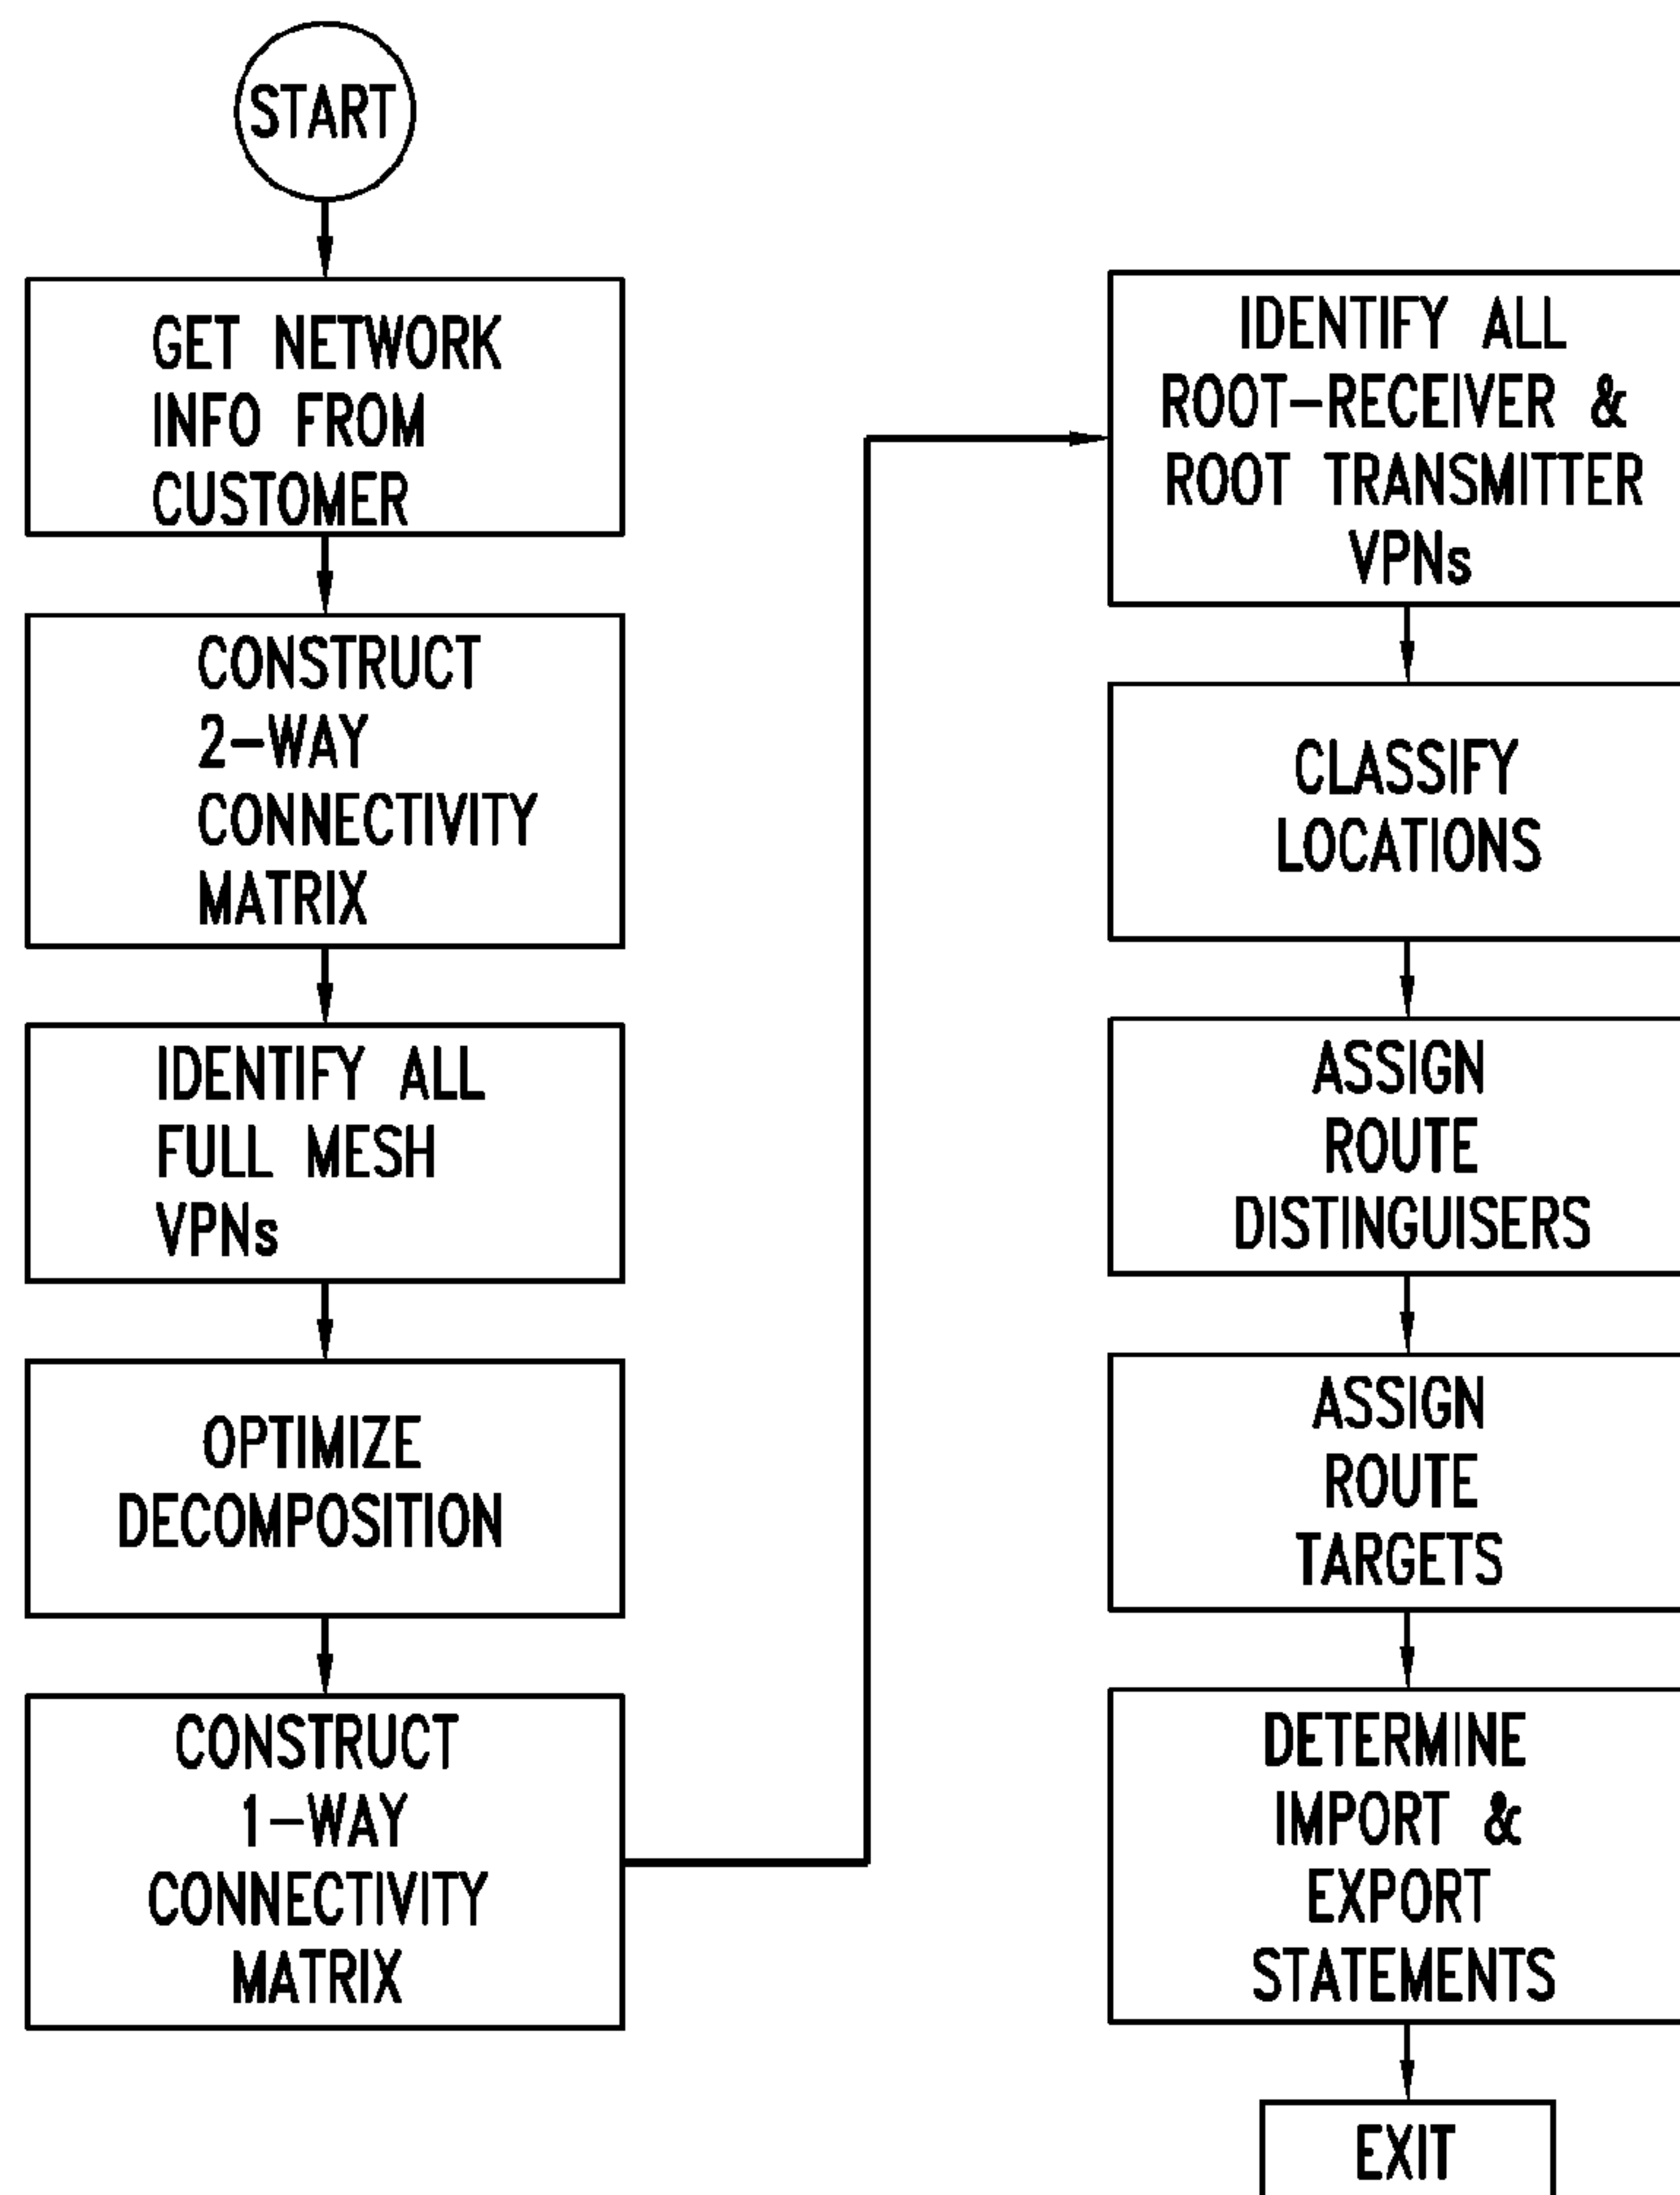 START
GET NETWORK
INFO FROM
CUSTOMER
CONSTRUCT
2-WAY
CONNECTIVITY
MATRIX
IDENTIFY ALL
FULL MESH
VPNs
OPTIMIZE
DECOMPOSITION
CONSTRUCT
1-WAY
CONNECTIVITY
MATRIX
IDENTIFY ALL
ROOT-RECEIVER &
ROOT TRANSMITTER
VPNs
CLASSIFY
LOCATIONS
ASSIGN
ROUTE
DISTINGUISERS
ASSIGN
ROUTE
TARGETS
DETERMINE
IMPORT &
EXPORT
STATEMENTS
EXIT